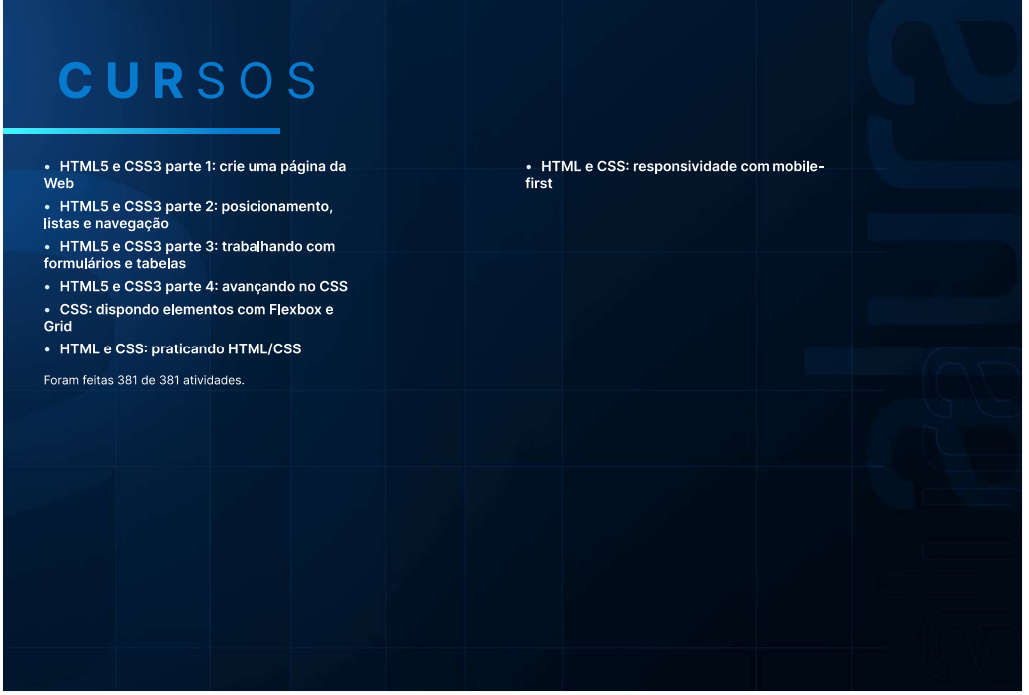 CURSOS
• HTML5 e CSS3 parte 1: crie uma página da
Web
• HTML5 e CSS3 parte 2: posicionamento,
listas e navegação
• HTML5 e CSS3 parte 3: trabalhando com
formulários e tabelas
• HTML5 e CSS3 parte 4: avançando no CSS
• CSS: dispondo elementos com Flexbox e
Grid
• HTML e CSS: praticando HTML/CSS
Foram feitas 381 de 381 atividades.
• HTML e CSS: responsividade com mobile-
first
alura
alura